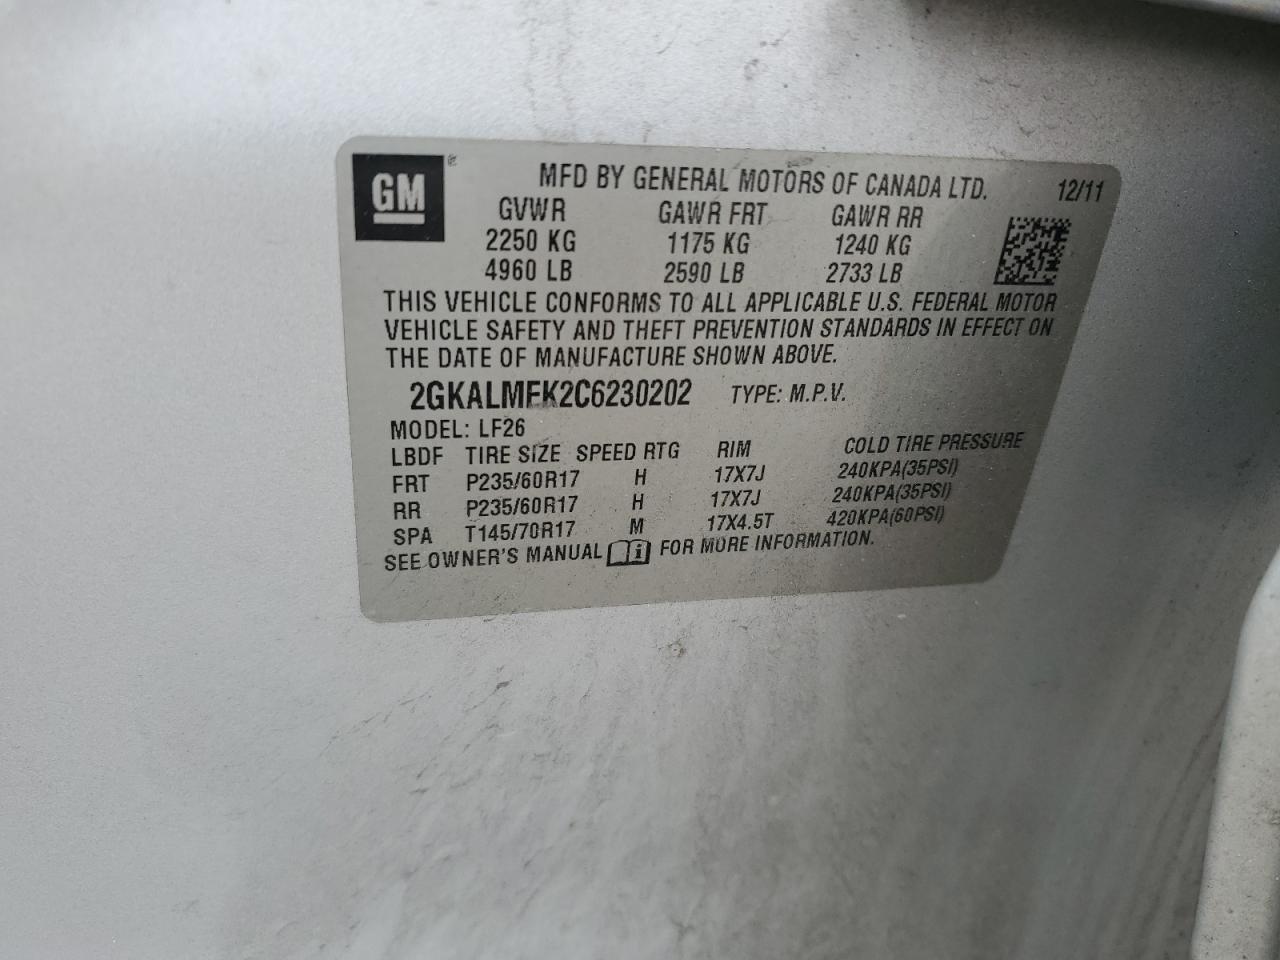 GM
MFD BY GENERAL MOTORS OF CANADA LTD. 12/11
GVWR GAWR FRT GAWR RR
2250 KG 1175 KG 1240 KG
4960 LB 2590 LB 2733 LB
THIS VEHICLE CONFORMS TO ALL APPLICABLE U.S. FEDERAL MOTOR
VEHICLE SAFETY AND THEFT PREVENTION STANDARDS IN EFFECT ON
THE DATE OF MANUFACTURE SHOWN ABOVE.
2GKALMEK2C6230202 TYPE: M.P.V.
MODEL: LF26
LBDF TIRE SIZE SPEED RTG RIM COLD TIRE PRESSURE
FRT P235/60R17 H 17X7J 240KPA(35PSI)
RR P235/60R17 H 17X7J 240KPA(35PSI)
SPA T145/70R17 M 17X4.5T 420KPA(60PSI)
SEE OWNER'S MANUAL FOR MORE INFORMATION.